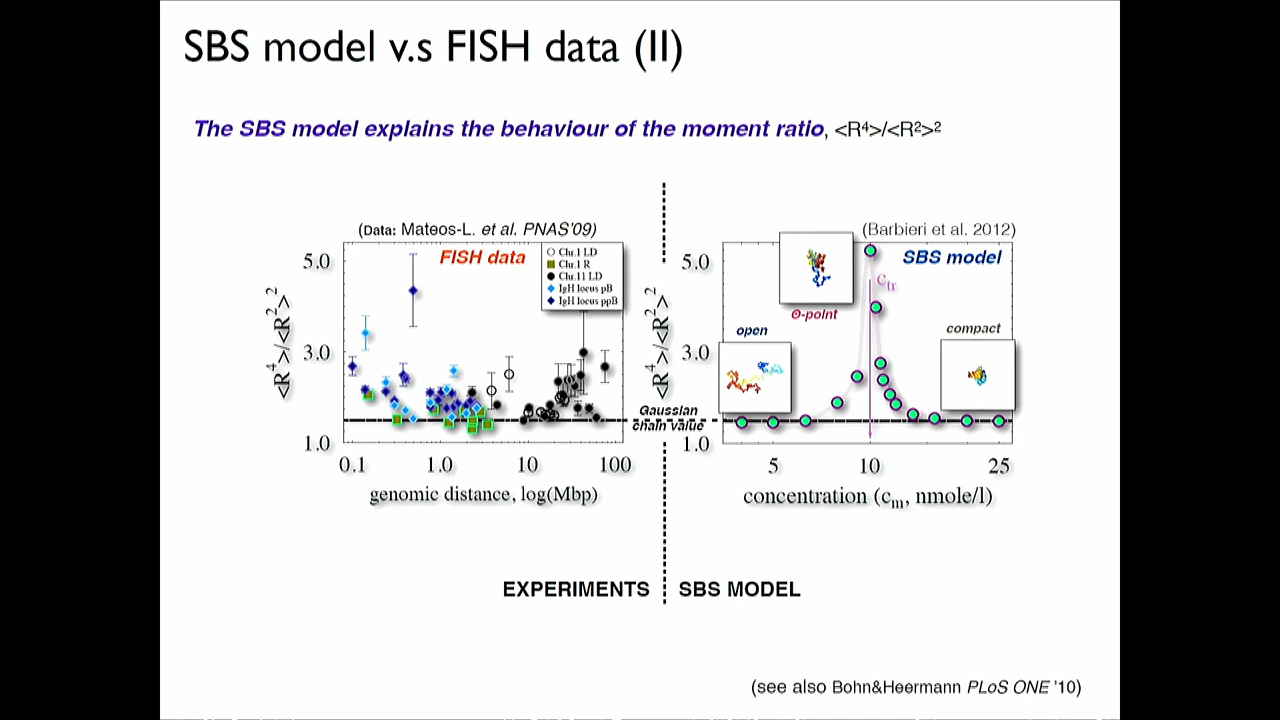 SBS model v.s FISH data (II)
The SBS model explains the behaviour of the moment ratio, <R⁴>/<R²>²
(Data: Mateos-L. et al. PNAS'09)
FISH data
Chr.1 LD
Chr.1 R
Chr.11 LD
IgH locus pB
IgH locus ppB
<R⁴>/<R²>²
5.0
3.0
1.0
0.1 1.0 10 100
genomic distance, log(Mbp)
Gaussian
chain value
(Barbieri et al. 2012)
SBS model
<R⁴>/<R²>²
5.0
3.0
1.0
c_tr
Θ-point
open
compact
5 10 25
concentration (c_m, nmole/l)
EXPERIMENTS
SBS MODEL
(see also Bohn&Heermann PLoS ONE '10)